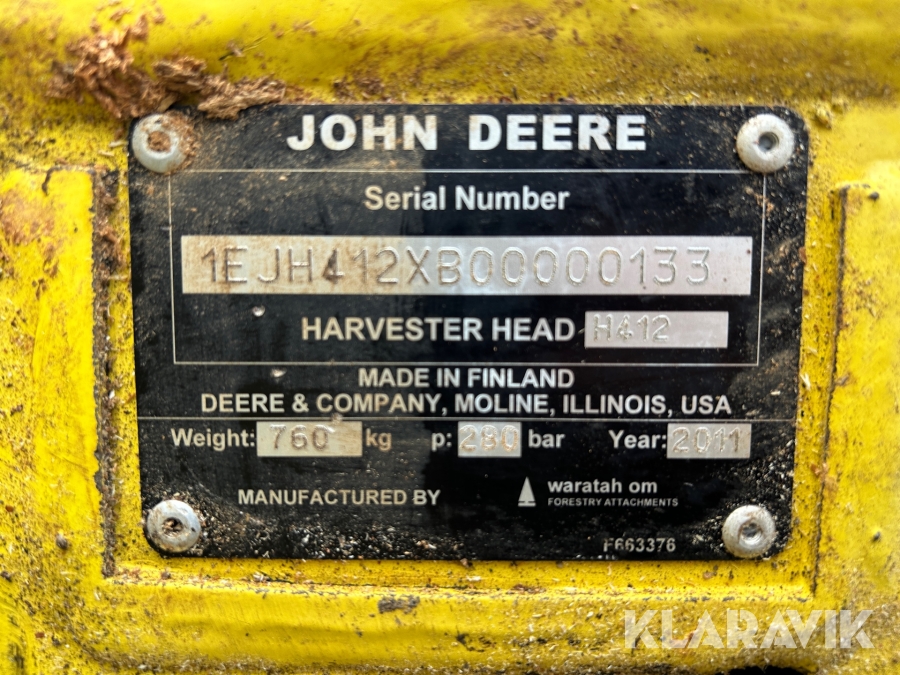 JOHN DEERE
Serial Number
1EJH412XB00000133
HARVESTER HEAD H412
MADE IN FINLAND
DEERE & COMPANY, MOLINE, ILLINOIS, USA
Weight: 760 kg p: 280 bar Year: 2011
MANUFACTURED BY waratah om
FORESTRY ATTACHMENTS
F663376
KLARAVIK